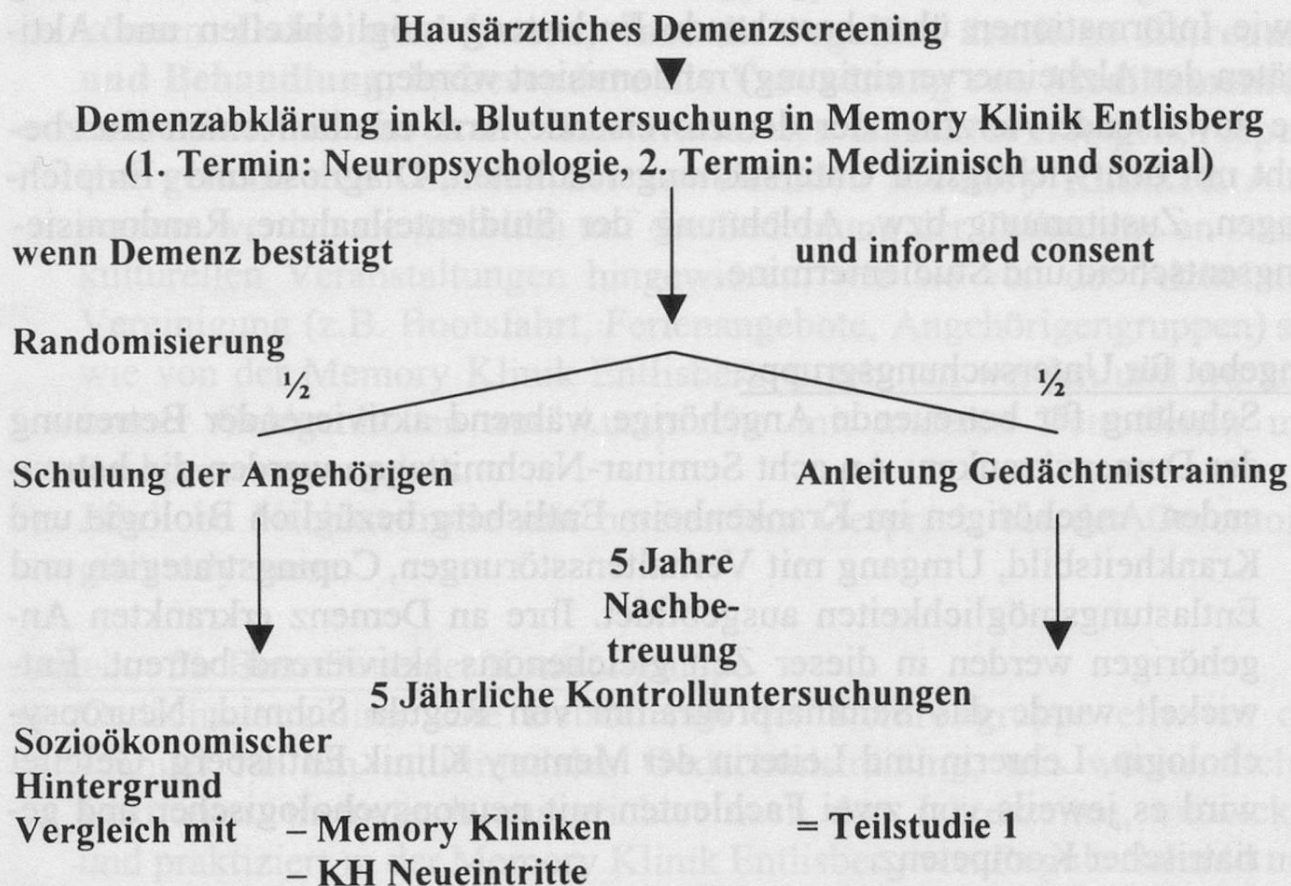 Hausärztliches Demenzscreening
Demenzabklärung inkl. Blutuntersuchung in Memory Klinik Entlisberg
(1. Termin: Neuropsychologie, 2. Termin: Medizinisch und sozial)
wenn Demenz bestätigt und informed consent
Randomisierung
½ ½
Schulung der Angehörigen Anleitung Gedächtnistraining
5 Jahre
Nachbe-
treuung
5 Jährliche Kontrolluntersuchungen
Sozioökonomischer
Hintergrund
Vergleich mit – Memory Kliniken = Teilstudie 1
– KH Neueintritte